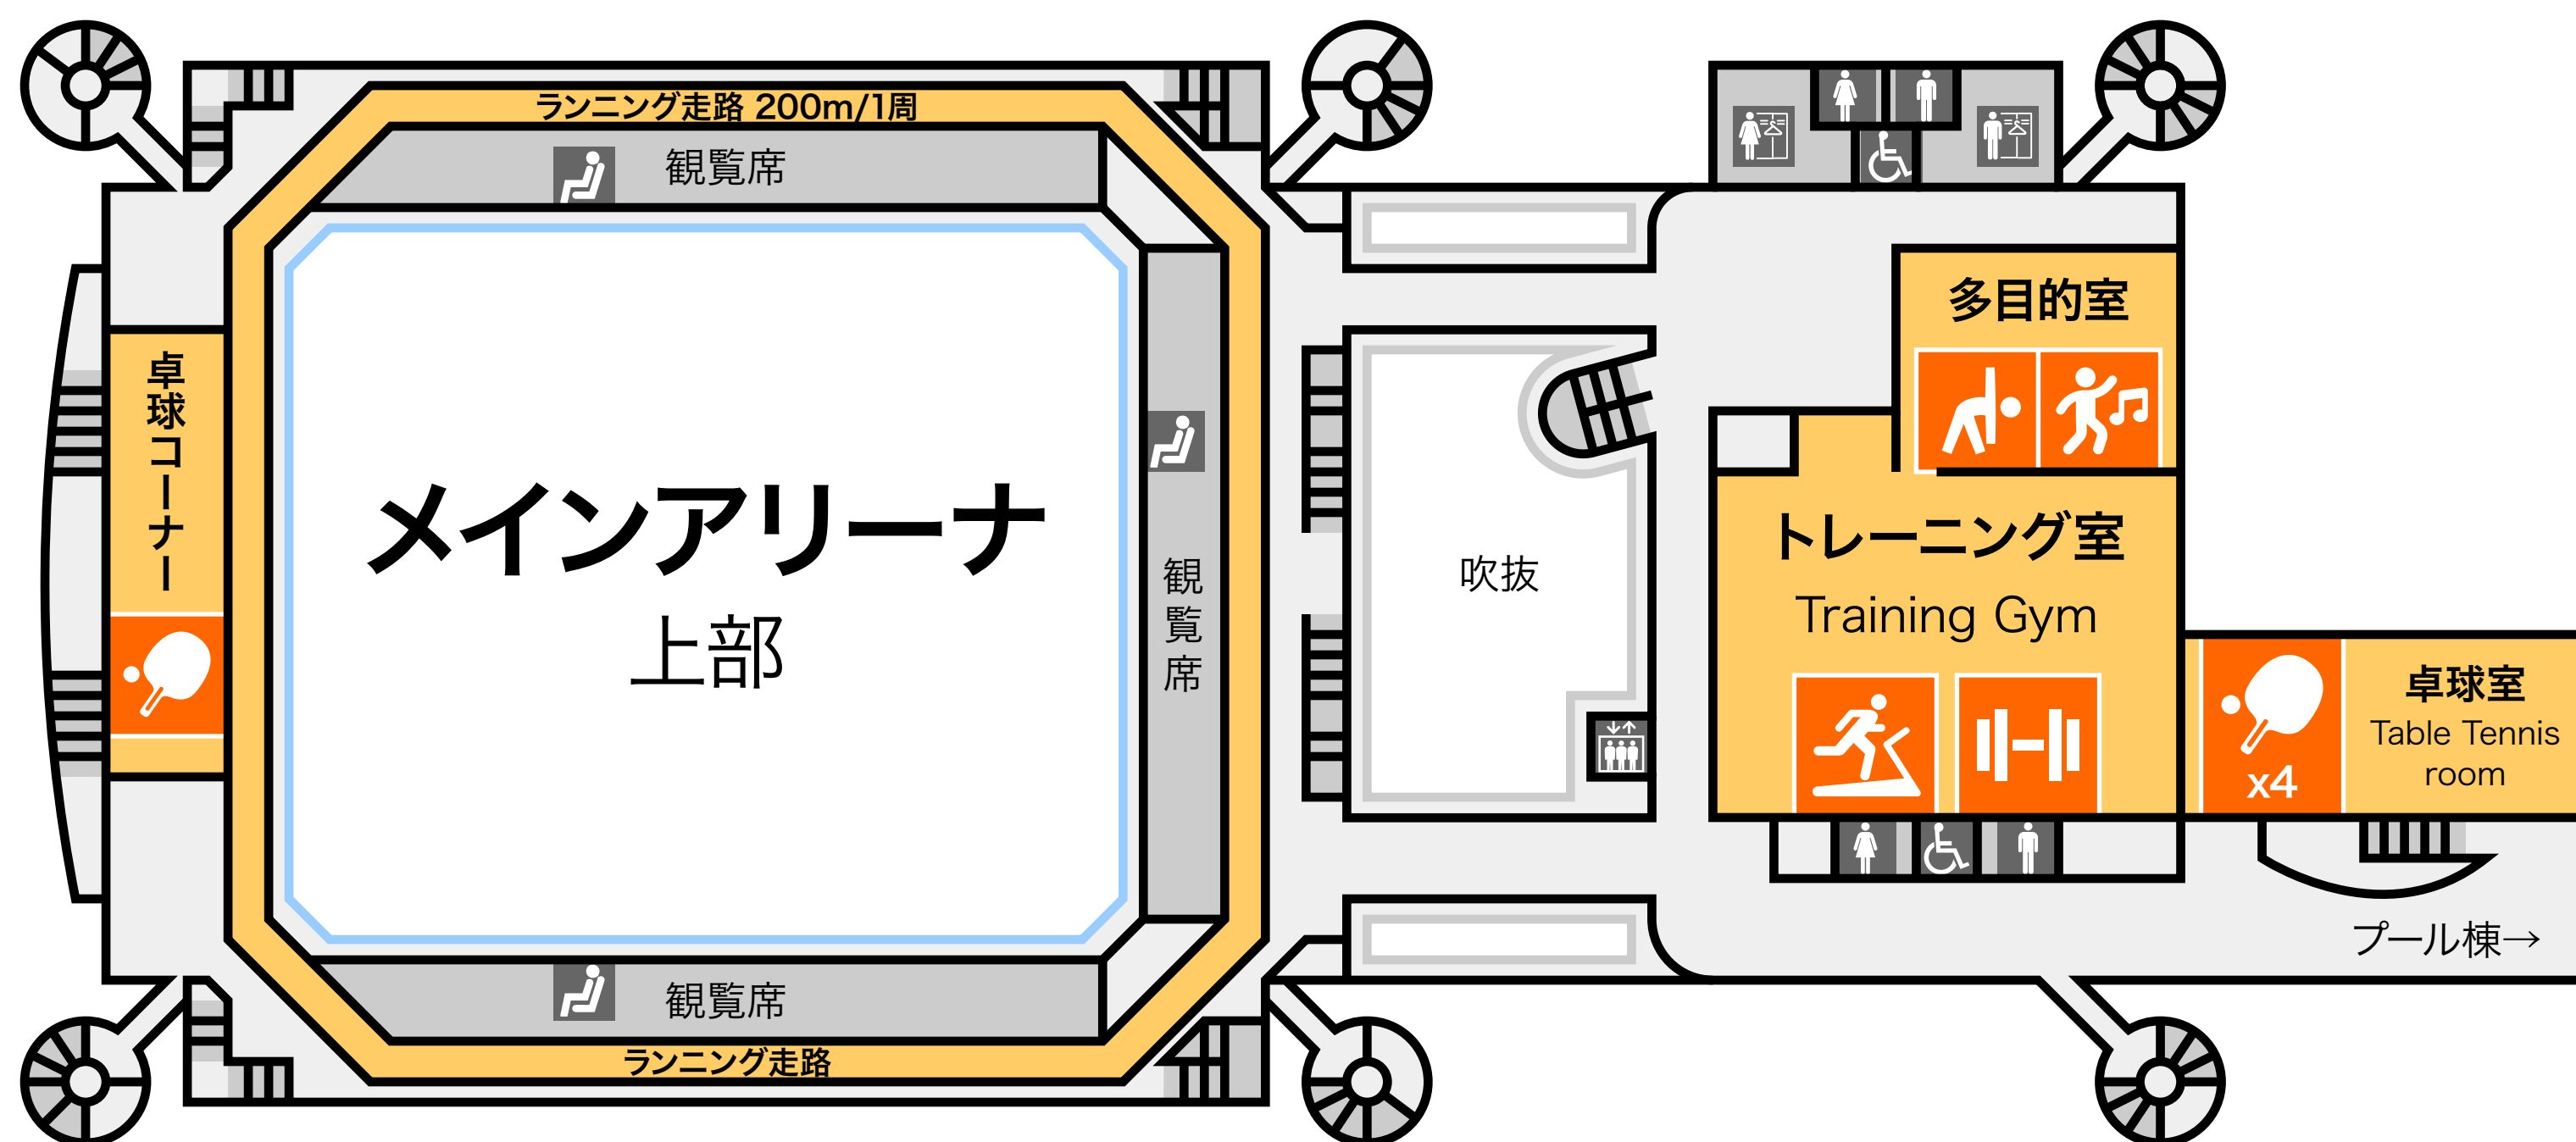 ランニング走路 200m/1周
観覧席
卓球コーナー
メインアリーナ
上部
観覧席
吹抜
多目的室
トレーニング室
Training Gym
x4
卓球室
Table Tennis
room
プール棟→
観覧席
ランニング走路